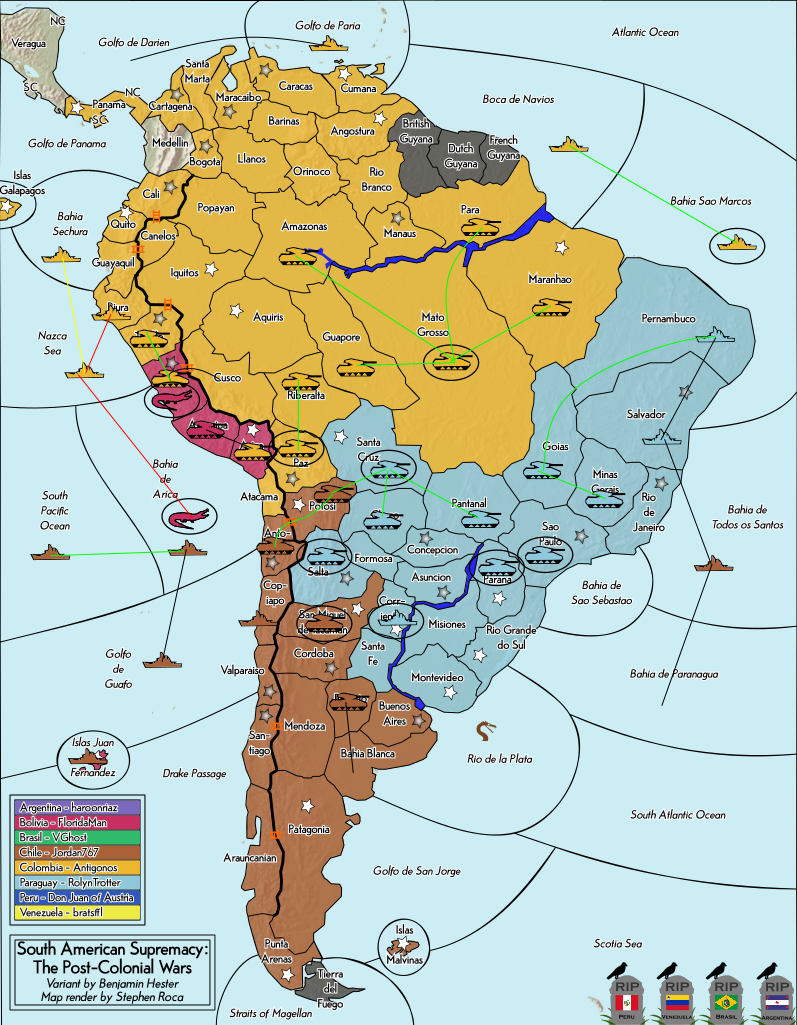 NC
Veragua
Golfo de Darien
Golfo de Paria
Atlantic Ocean
SC
NC
Panama
SC
Golfo de Panama
Santa
Marta
Cartagena
Maracaibo
Caracas
Cumana
Barinas
Angostura
Boca de Navios
British
Guyana
Dutch
Guyana
French
Guyana
Medellin
Bogota
Llanos
Orinoco
Rio
Branco
Islas
Galapagos
Bahia
Sechura
Cali
Popayan
Quito
Canelos
Guayaquil
Iquitos
Amazonas
Manaus
Para
Bahia Sao Marcos
Maranhao
Piura
Nazca
Sea
Aquiris
Guapore
Mato
Grosso
Pernambuco
Cusco
Riberalta
Paz
Santa
Cruz
Salvador
Goias
Minas
Gerais
Rio
de
Janeiro
Bahia
de
Arica
South
Pacific
Ocean
Atacama
Potosi
Pantanal
Sao
Paulo
Bahia de
Todos os Santos
Salta
Formosa
Concepcion
Asuncion
Parana
Bahia de
Sao Sebastao
Cop-
iapo
San Miguel
Corr-
Misiones
Rio Grande
do Sul
Golfo
de
Guafo
Valparaiso
Cordoba
Santa
Fe
Montevideo
Bahia de Paranagua
San-
tiago
Mendoza
Buenos
Aires
Bahia Blanca
Rio de la Plata
Islas Juan
Fernandez
Drake Passage
South Atlantic Ocean
Argentina - haroonriaz
Bolivia - FloridaMan
Brasil - VGhost
Chile - Jordan767
Colombia - Antigonos
Paraguay - RolynTrotter
Peru - Don Juan of Austria
Venezuela - bratsffl
Araucanian
Patagonia
Golfo de San Jorge
South American Supremacy:
The Post-Colonial Wars
Variant by Benjamin Hester
Map render by Stephen Roca
Punta
Arenas
Islas
Malvinas
Tierra
del
Fuego
Straits of Magellan
Scotia Sea
RIP
Peru
RIP
Venezuela
RIP
Brasil
RIP
Argentina